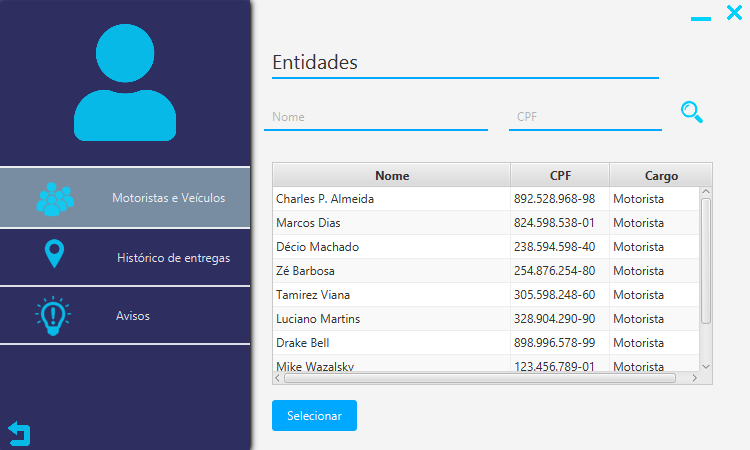 Entidades
Nome CPF
Motoristas e Veículos
Histórico de entregas
Avisos
Nome CPF Cargo
Charles P. Almeida 892.528.968-98 Motorista
Marcos Dias 824.598.538-01 Motorista
Décio Machado 238.594.598-40 Motorista
Zé Barbosa 254.876.254-80 Motorista
Tamirez Viana 305.598.248-60 Motorista
Luciano Martins 328.904.290-90 Motorista
Drake Bell 898.996.578-99 Motorista
Mike Wazalsky 123.456.789-01 Motorista
Selecionar